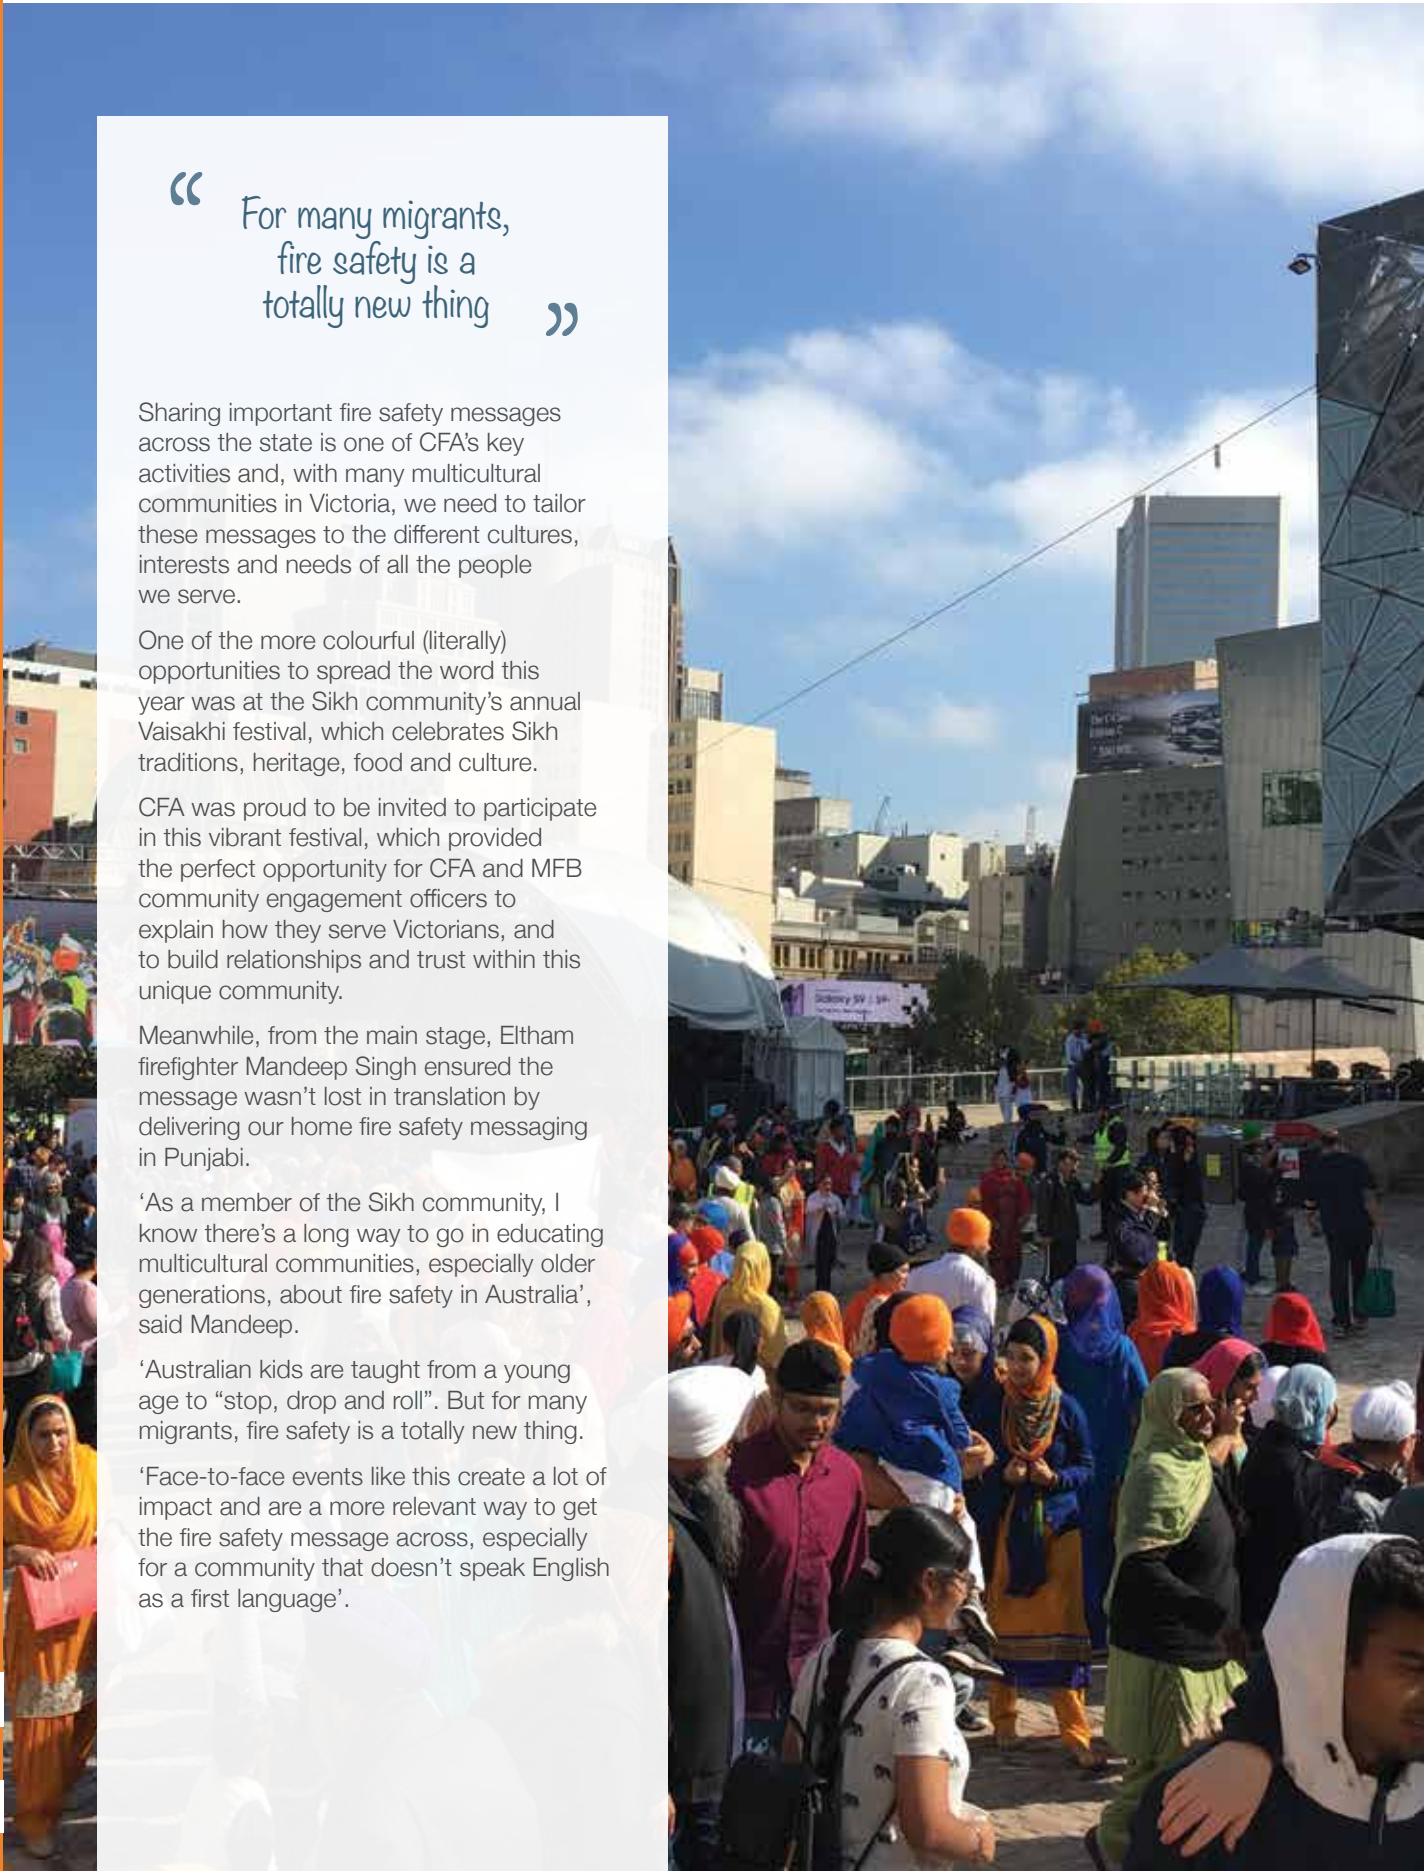 “
For many migrants,
fire safety is a
totally new thing
”
Sharing important fire safety messages
across the state is one of CFA’s key
activities and, with many multicultural
communities in Victoria, we need to tailor
these messages to the different cultures,
interests and needs of all the people
we serve.
One of the more colourful (literally)
opportunities to spread the word this
year was at the Sikh community’s annual
Vaisakhi festival, which celebrates Sikh
traditions, heritage, food and culture.
CFA was proud to be invited to participate
in this vibrant festival, which provided
the perfect opportunity for CFA and MFB
community engagement officers to
explain how they serve Victorians, and
to build relationships and trust within this
unique community.
Meanwhile, from the main stage, Eltham
firefighter Mandeep Singh ensured the
message wasn’t lost in translation by
delivering our home fire safety messaging
in Punjabi.
‘As a member of the Sikh community, I
know there’s a long way to go in educating
multicultural communities, especially older
generations, about fire safety in Australia’,
said Mandeep.
‘Australian kids are taught from a young
age to “stop, drop and roll”. But for many
migrants, fire safety is a totally new thing.
‘Face-to-face events like this create a lot of
impact and are a more relevant way to get
the fire safety message across, especially
for a community that doesn’t speak English
as a first language’.
Galaxy S9 | S9+